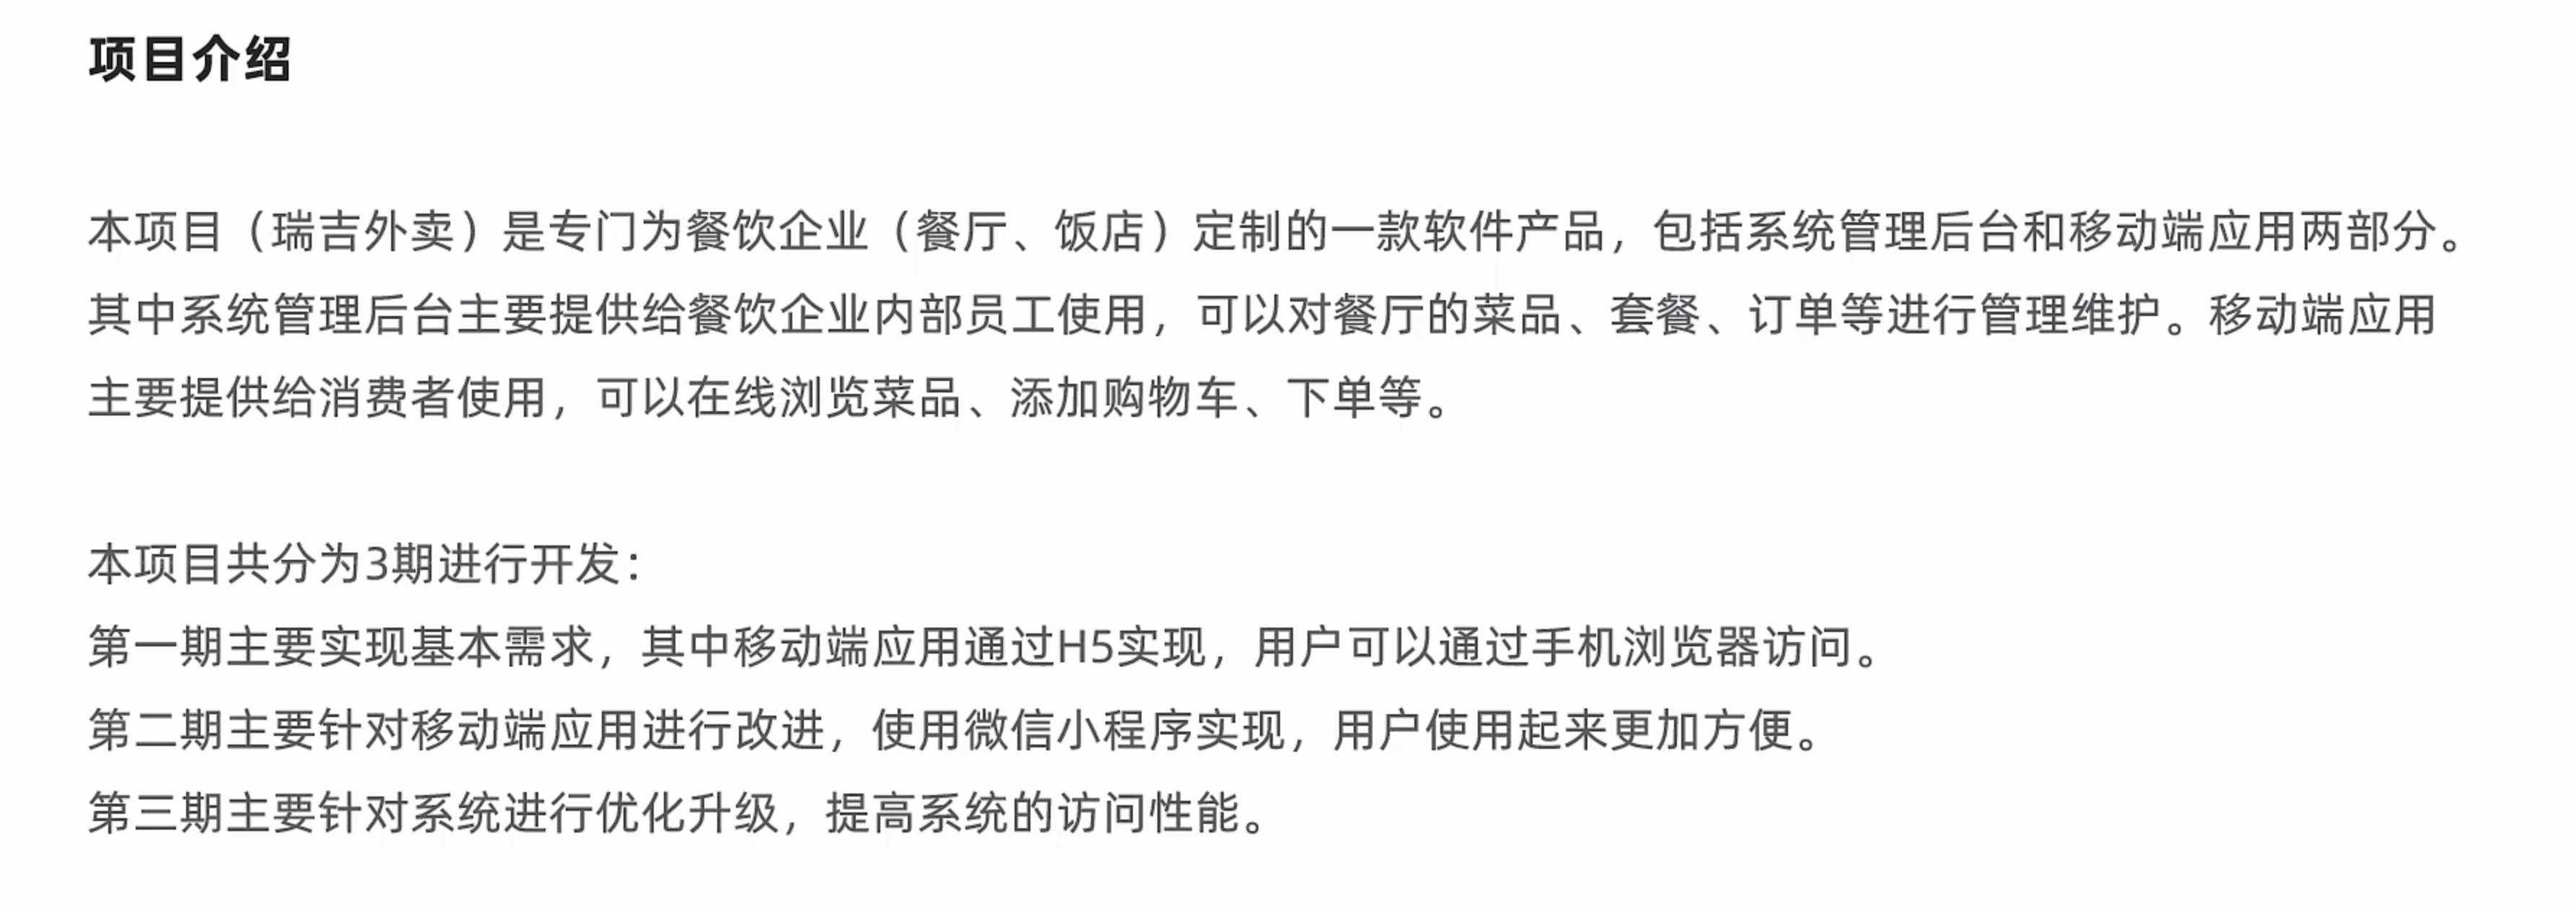 项目介绍
本项目（瑞吉外卖）是专门为餐饮企业（餐厅、饭店）定制的一款软件产品，包括系统管理后台和移动端应用两部分。
其中系统管理后台主要提供给餐饮企业内部员工使用，可以对餐厅的菜品、套餐、订单等进行管理维护。移动端应用
主要提供给消费者使用，可以在线浏览菜品、添加购物车、下单等。
本项目共分为3期进行开发：
第一期主要实现基本需求，其中移动端应用通过H5实现，用户可以通过手机浏览器访问。
第二期主要针对移动端应用进行改进，使用微信小程序实现，用户使用起来更加方便。
第三期主要针对系统进行优化升级，提高系统的访问性能。